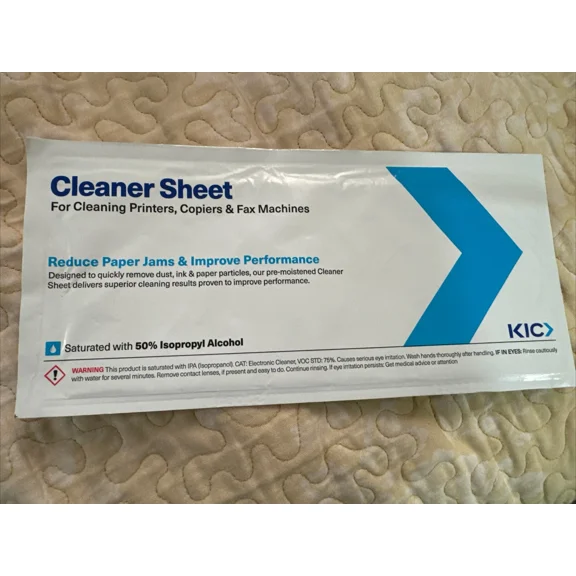 Cleaner Sheet
For Cleaning Printers, Copiers & Fax Machines
Reduce Paper Jams & Improve Performance
Designed to quickly remove dust, ink & paper particles, our pre-moistened Cleaner
Sheet delivers superior cleaning results proven to improve performance.
KIC
Saturated with 50% Isopropyl Alcohol
WARNING This product is saturated with IPA (Isopropanol). CAT: Electronic Cleaner, VOC STD: 75%. Causes serious eye irritation. Wash hands thoroughly after handling. IF IN EYES: Rinse cautiously
with water for several minutes. Remove contact lenses, if present and easy to do. Continue rinsing. If eye irritation persists: Get medical advice or attention.